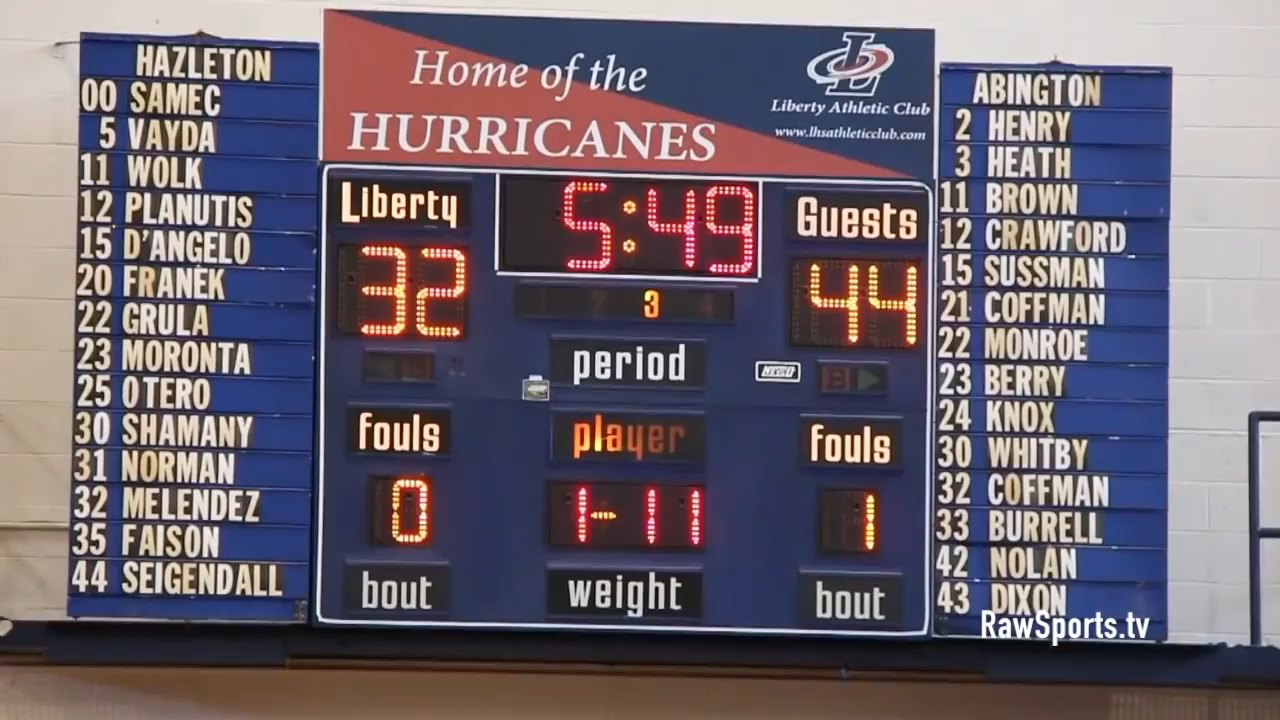 HAZLETON
00 SAMEC
5 VAYDA
11 WOLK
12 PLANUTIS
15 D'ANGELO
20 FRANEK
22 GRULA
23 MORONTA
25 OTERO
30 SHAMANY
31 NORMAN
32 MELENDEZ
35 FAISON
44 SEIGENDALL
Home of the
HURRICANES
L
Liberty Athletic Club
www.lhsathleticclub.com
Liberty
5:49
Guests
32
3
44
period
NEVCO
B
fouls
player
fouls
0
1-11
1
bout
weight
bout
ABINGTON
2 HENRY
3 HEATH
11 BROWN
12 CRAWFORD
15 SUSSMAN
21 COFFMAN
22 MONROE
23 BERRY
24 KNOX
30 WHITBY
32 COFFMAN
33 BURRELL
42 NOLAN
43 DIXON
RawSports.tv